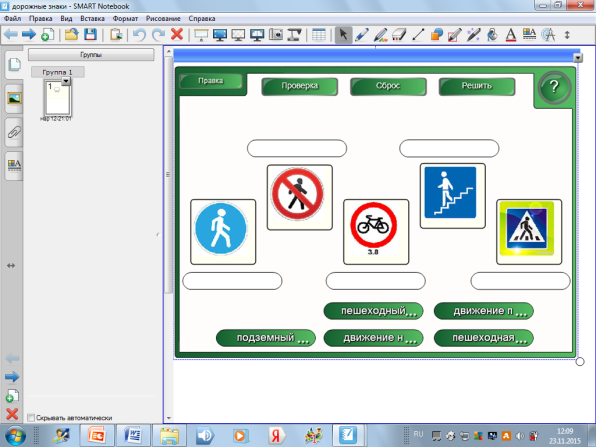 дорожные знаки - SMART Notebook
Файл Правка Вид Вставка Формат Рисование Справка
Группы
Группа 1
1
Правка
Проверка
Сброс
Решить
?
3.8
пешеходный...
движение п ...
подземный ...
движение н ...
пешеходная...
Скрывать автоматически
RU
12:09
23.11.2015